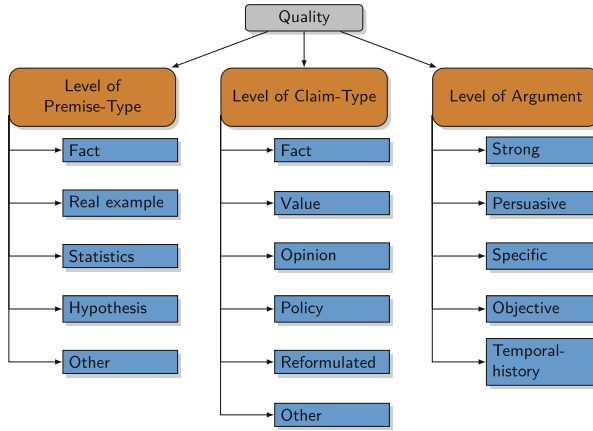 Quality
Level of
Premise-Type
Fact
Real example
Statistics
Hypothesis
Other
Level of Claim-Type
Fact
Value
Opinion
Policy
Reformulated
Other
Level of Argument
Strong
Persuasive
Specific
Objective
Temporal-
history